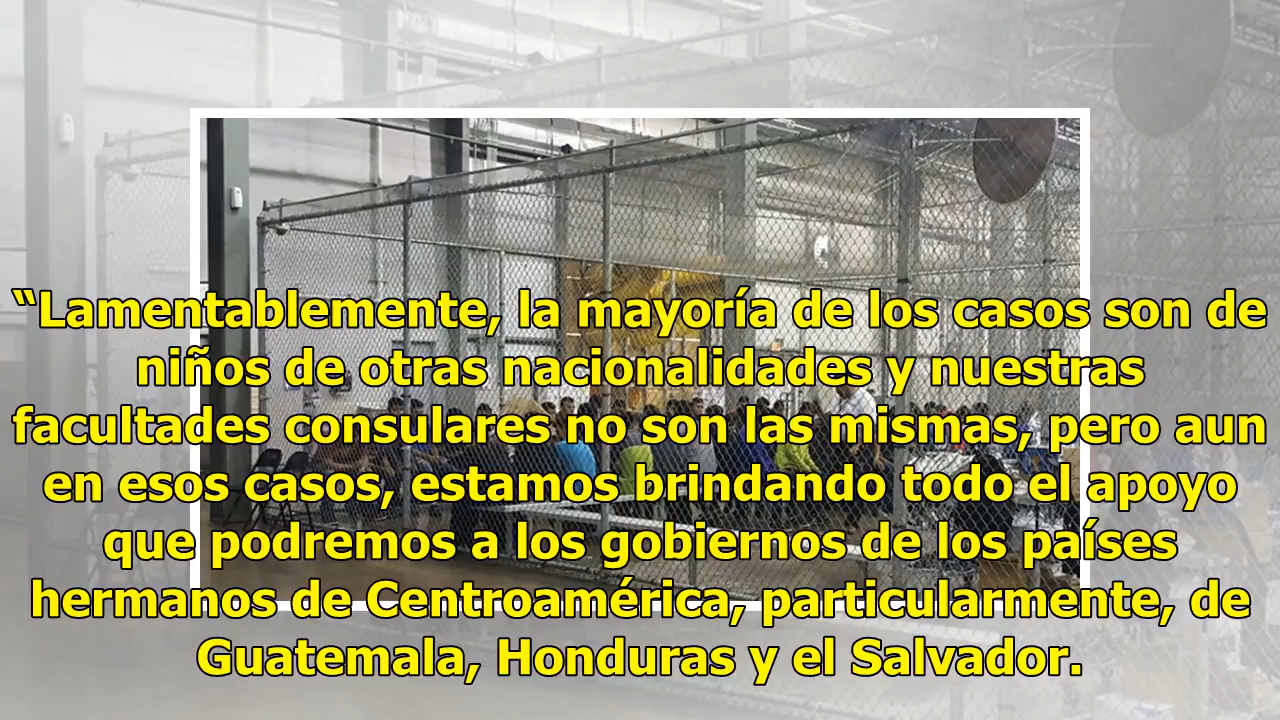 “Lamentablemente, la mayoría de los casos son de
niños de otras nacionalidades y nuestras
facultades consulares no son las mismas, pero aun
en esos casos, estamos brindando todo el apoyo
que podremos a los gobiernos de los países
hermanos de Centroamérica, particularmente, de
Guatemala, Honduras y el Salvador.